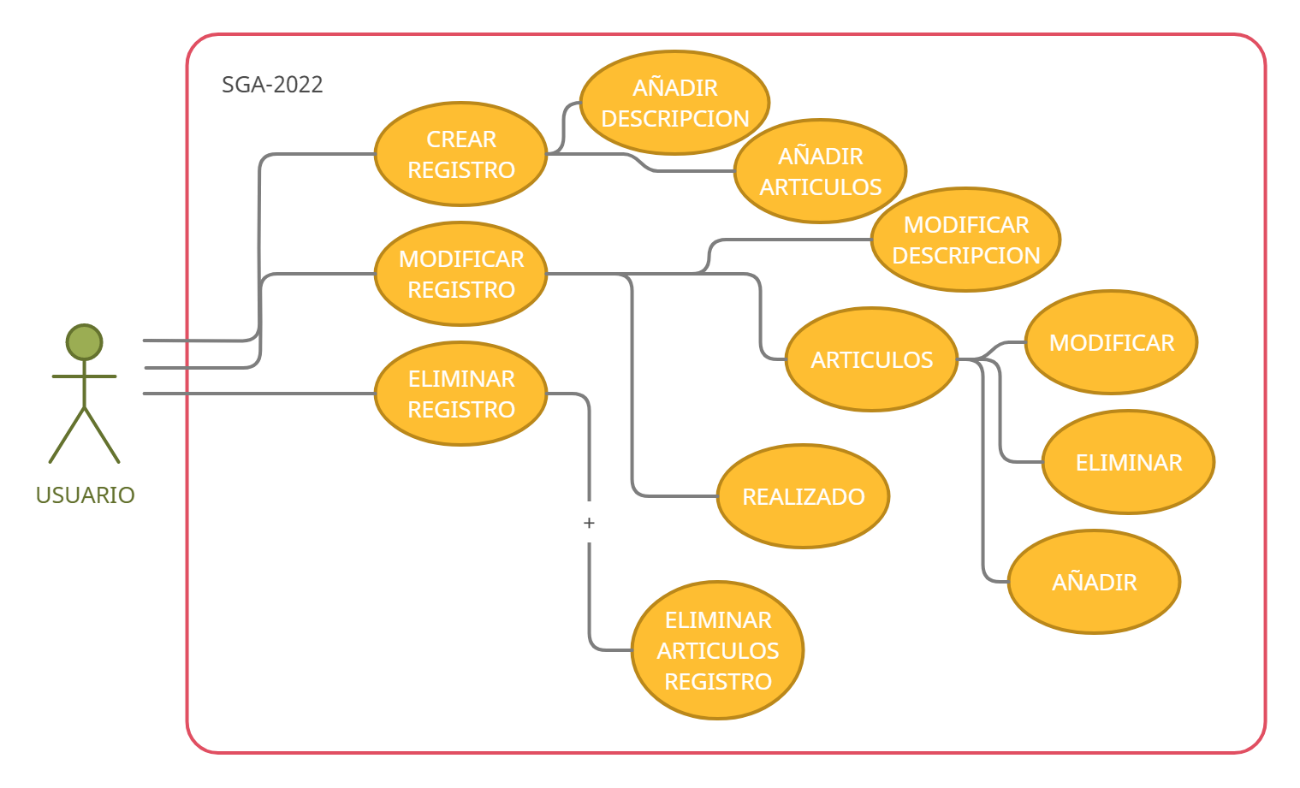 SGA-2022
AÑADIR
DESCRIPCION
CREAR
REGISTRO
AÑADIR
ARTICULOS
MODIFICAR
DESCRIPCION
MODIFICAR
REGISTRO
ARTICULOS
MODIFICAR
ELIMINAR
REGISTRO
ELIMINAR
REALIZADO
USUARIO
+
AÑADIR
ELIMINAR
ARTICULOS
REGISTRO